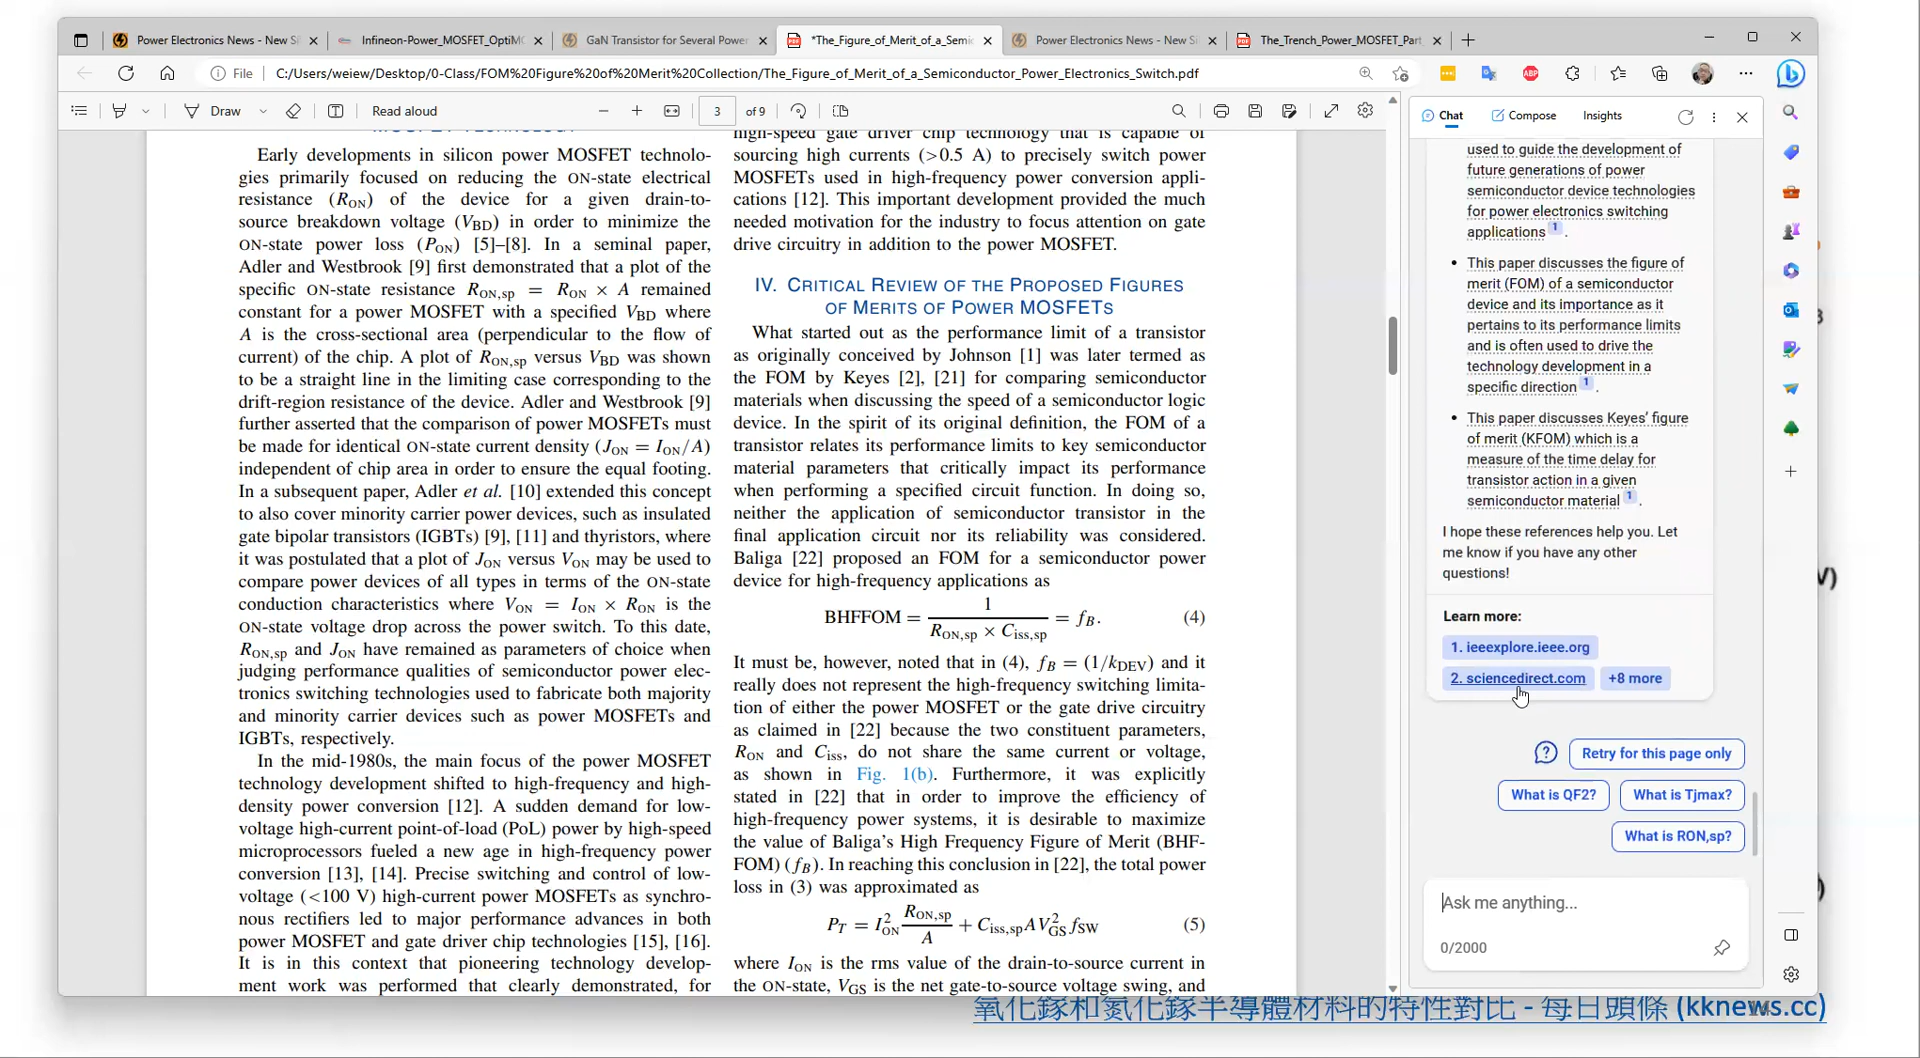 Power Electronics News - New Si
Infineon-Power_MOSFET_OptiMO
GaN Transistor for Several Power
*The_Figure_of_Merit_of_a_Semi
Power Electronics News - New Si
The_Trench_Power_MOSFET_Part
File
C:/Users/weiew/Desktop/0-Class/FOM%20Figure%20of%20Merit%20Collection/The_Figure_of_Merit_of_a_Semiconductor_Power_Electronics_Switch.pdf
ABP
Draw
Read aloud
3 of 9
MOSFET TECHNOLOGY
Early developments in silicon power MOSFET technolo-
gies primarily focused on reducing the ON-state electrical
resistance (RON) of the device for a given drain-to-
source breakdown voltage (VBD) in order to minimize the
ON-state power loss (PON) [5]–[8]. In a seminal paper,
Adler and Westbrook [9] first demonstrated that a plot of the
specific ON-state resistance RON,sp = RON × A remained
constant for a power MOSFET with a specified VBD where
A is the cross-sectional area (perpendicular to the flow of
current) of the chip. A plot of RON,sp versus VBD was shown
to be a straight line in the limiting case corresponding to the
drift-region resistance of the device. Adler and Westbrook [9]
further asserted that the comparison of power MOSFETs must
be made for identical ON-state current density (JON = ION/A)
independent of chip area in order to ensure the equal footing.
In a subsequent paper, Adler et al. [10] extended this concept
to also cover minority carrier power devices, such as insulated
gate bipolar transistors (IGBTs) [9], [11] and thyristors, where
it was postulated that a plot of JON versus VON may be used to
compare power devices of all types in terms of the ON-state
conduction characteristics where VON = ION × RON is the
ON-state voltage drop across the power switch. To this date,
RON,sp and JON have remained as parameters of choice when
judging performance qualities of semiconductor power elec-
tronics switching technologies used to fabricate both majority
and minority carrier devices such as power MOSFETs and
IGBTs, respectively.
In the mid-1980s, the main focus of the power MOSFET
technology development shifted to high-frequency and high-
density power conversion [12]. A sudden demand for low-
voltage high-current point-of-load (PoL) power by high-speed
microprocessors fueled a new age in high-frequency power
conversion [13], [14]. Precise switching and control of low-
voltage (<100 V) high-current power MOSFETs as synchro-
nous rectifiers led to major performance advances in both
power MOSFET and gate driver chip technologies [15], [16].
It is in this context that pioneering technology develop-
ment work was performed that clearly demonstrated, for
high-speed gate driver chip technology that is capable of
sourcing high currents (>0.5 A) to precisely switch power
MOSFETs used in high-frequency power conversion appli-
cations [12]. This important development provided the much
needed motivation for the industry to focus attention on gate
drive circuitry in addition to the power MOSFET.
IV. CRITICAL REVIEW OF THE PROPOSED FIGURES
OF MERITS OF POWER MOSFETS
What started out as the performance limit of a transistor
as originally conceived by Johnson [1] was later termed as
the FOM by Keyes [2], [21] for comparing semiconductor
materials when discussing the speed of a semiconductor logic
device. In the spirit of its original definition, the FOM of a
transistor relates its performance limits to key semiconductor
material parameters that critically impact its performance
when performing a specified circuit function. In doing so,
neither the application of semiconductor transistor in the
final application circuit nor its reliability was considered.
Baliga [22] proposed an FOM for a semiconductor power
device for high-frequency applications as
BHFFOM = 1 / (RON,sp × Ciss,sp) = fB. (4)
It must be, however, noted that in (4), fB = (1/kDEV) and it
really does not represent the high-frequency switching limita-
tion of either the power MOSFET or the gate drive circuitry
as claimed in [22] because the two constituent parameters,
RON and Ciss, do not share the same current or voltage,
as shown in Fig. 1(b). Furthermore, it was explicitly
stated in [22] that in order to improve the efficiency of
high-frequency power systems, it is desirable to maximize
the value of Baliga's High Frequency Figure of Merit (BHF-
FOM) (fB). In reaching this conclusion in [22], the total power
loss in (3) was approximated as
PT = I²ON RON,sp / A + Ciss,sp A V²GS fSW (5)
where ION is the rms value of the drain-to-source current in
the ON-state, VGS is the net gate-to-source voltage swing, and
Chat
Compose
Insights
used to guide the development of
future generations of power
semiconductor device technologies
for power electronics switching
applications 1 .
• This paper discusses the figure of
merit (FOM) of a semiconductor
device and its importance as it
pertains to its performance limits
and is often used to drive the
technology development in a
specific direction 1 .
• This paper discusses Keyes' figure
of merit (KFOM) which is a
measure of the time delay for
transistor action in a given
semiconductor material 1 .
I hope these references help you. Let
me know if you have any other
questions!
Learn more:
1. ieeexplore.ieee.org
2. sciencedirect.com
+8 more
Retry for this page only
What is QF2?
What is Tjmax?
What is RON,sp?
Ask me anything...
0/2000
V)
氧化鎵和氮化鎵半導體材料的特性對比 - 每日頭條 (kknews.cc)